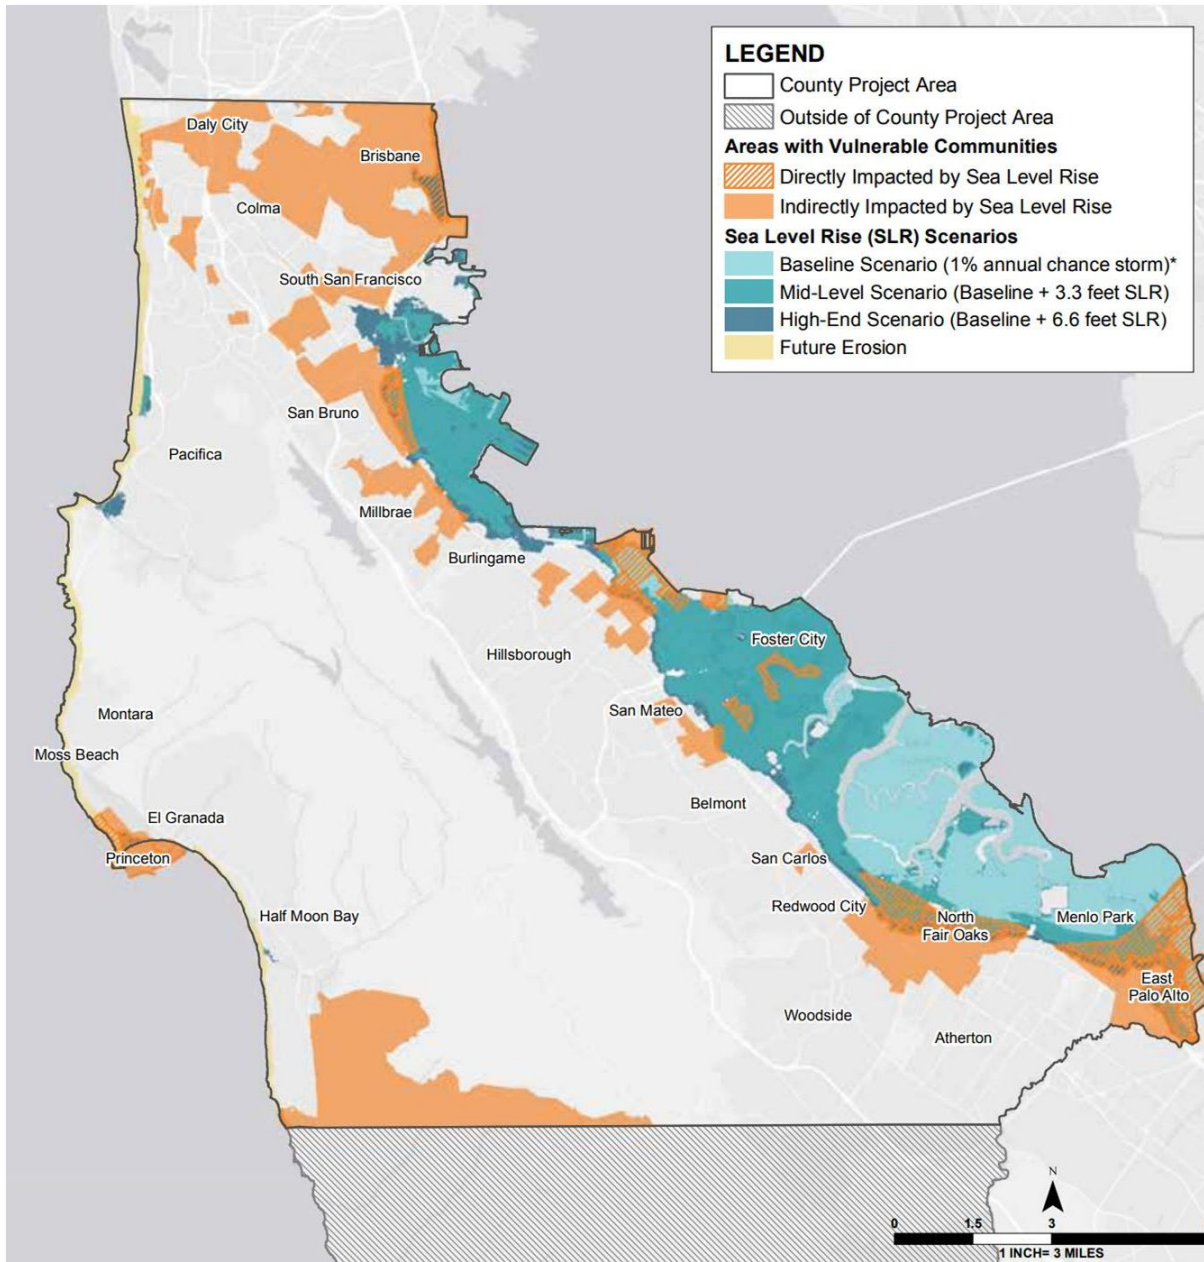 LEGEND
County Project Area
Outside of County Project Area
Areas with Vulnerable Communities
Directly Impacted by Sea Level Rise
Indirectly Impacted by Sea Level Rise
Sea Level Rise (SLR) Scenarios
Baseline Scenario (1% annual chance storm)*
Mid-Level Scenario (Baseline + 3.3 feet SLR)
High-End Scenario (Baseline + 6.6 feet SLR)
Future Erosion
Daly City
Brisbane
Colma
South San Francisco
San Bruno
Pacifica
Millbrae
Burlingame
Foster City
Hillsborough
San Mateo
Montara
Moss Beach
Belmont
El Granada
Princeton
San Carlos
Redwood City
Half Moon Bay
North
Fair Oaks
Menlo Park
East
Palo Alto
Woodside
Atherton
N
0 1.5 3
1 INCH= 3 MILES